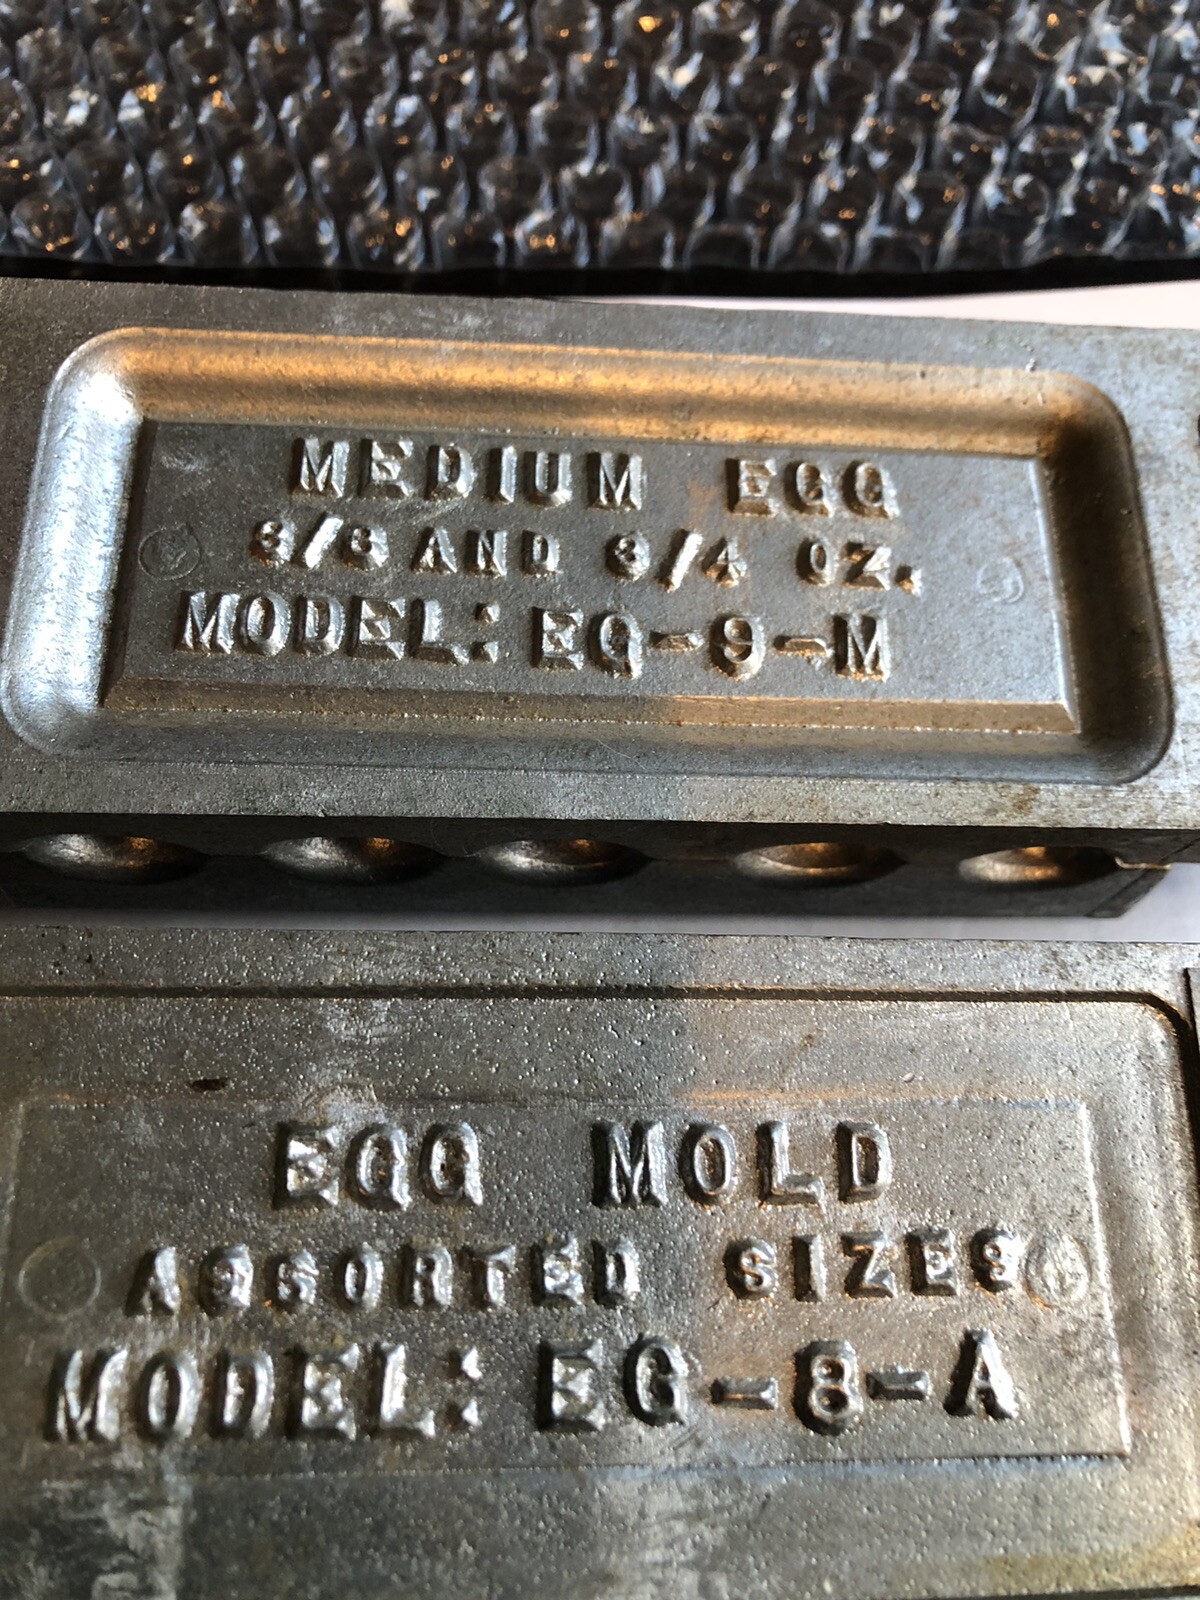 MEDIUM EGG
3/8 AND 3/4 OZ.
MODEL: EG-9-M
EGG MOLD
ASSORTED SIZES
MODEL: EG-8-A